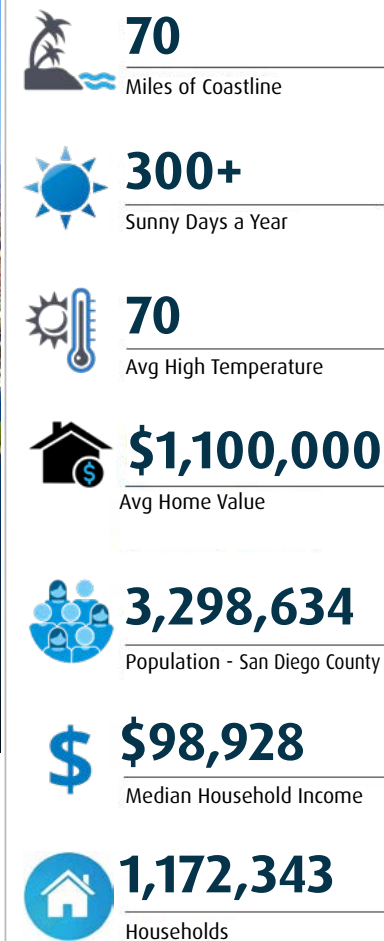 70
Miles of Coastline
300+
Sunny Days a Year
70
Avg High Temperature
$1,100,000
$
Avg Home Value
3,298,634
Population - San Diego County
$
$98,928
Median Household Income
1,172,343
Households